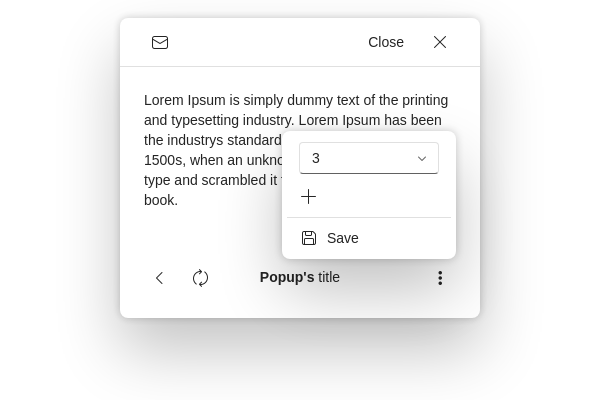 Close
Lorem Ipsum is simply dummy text of the printing
and typesetting industry. Lorem Ipsum has been
the industrys standard
1500s, when an
type and scrambled it
book.
3
Save
Popup's title